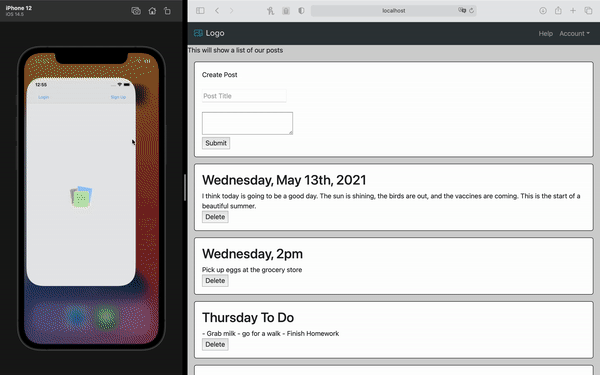 iPhone 12
iOS 14.5
12:55
Login
Sign Up
localhost
Logo
Help
Account
This will show a list of our posts
Create Post
Post Title
Submit
Wednesday, May 13th, 2021
I think today is going to be a good day. The sun is shining, the birds are out, and the vaccines are coming. This is the start of a
beautiful summer.
Delete
Wednesday, 2pm
Pick up eggs at the grocery store
Delete
Thursday To Do
- Grab milk - go for a walk - Finish Homework
Delete